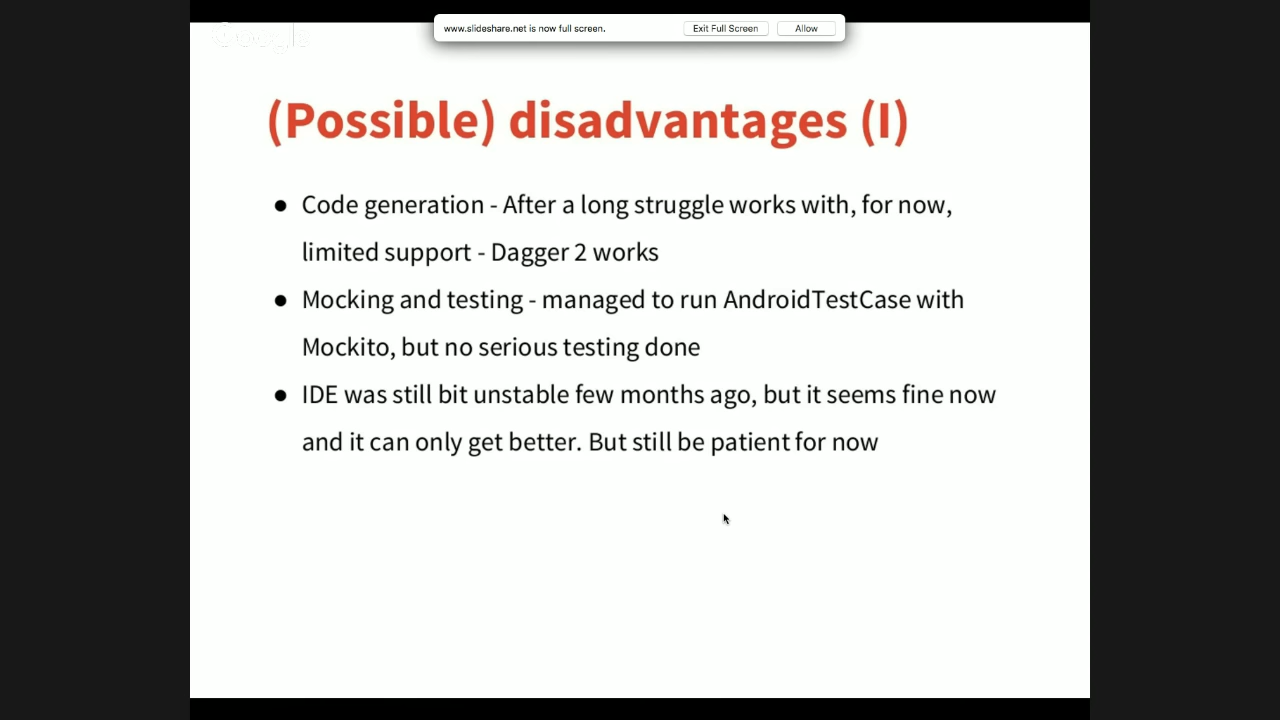 www.slideshare.net is now full screen.
Exit Full Screen
Allow
Google
(Possible) disadvantages (I)
● Code generation - After a long struggle works with, for now,
limited support - Dagger 2 works
● Mocking and testing - managed to run AndroidTestCase with
Mockito, but no serious testing done
● IDE was still bit unstable few months ago, but it seems fine now
and it can only get better. But still be patient for now